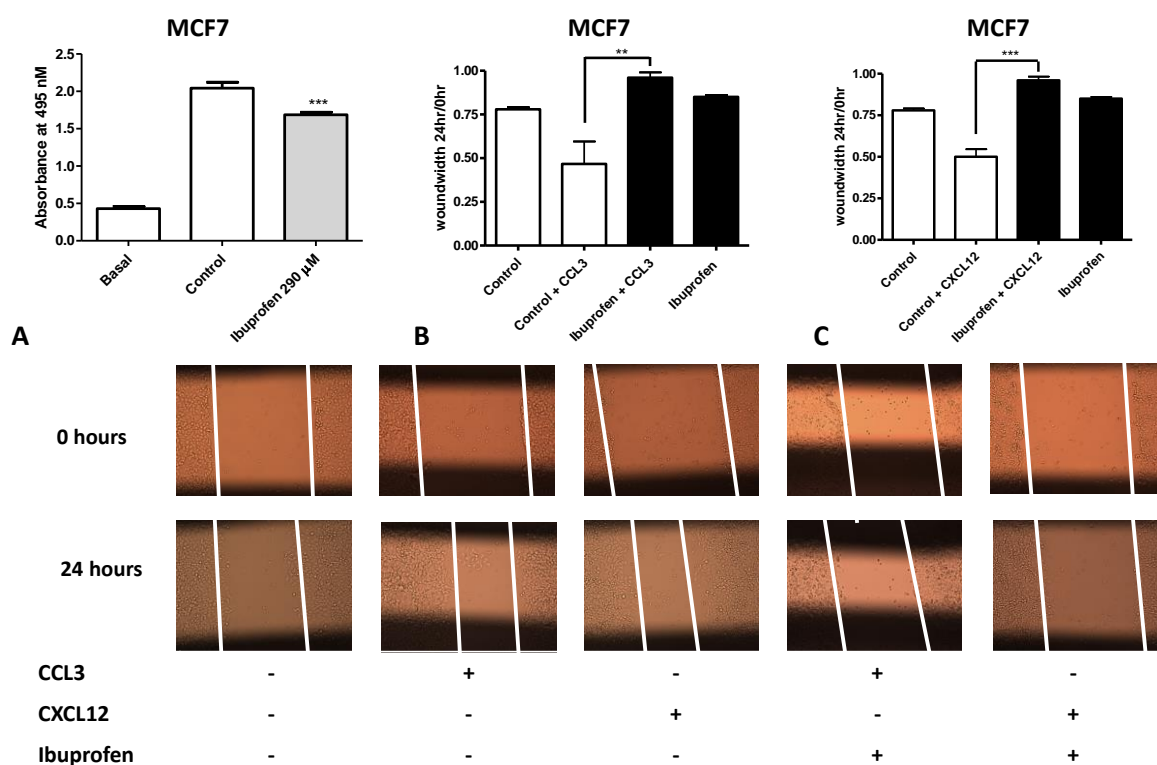 MCF7
2.5
2.0
1.5
1.0
0.5
0.0
Absorbance at 495 nM
***
Basal
Control
Ibuprofen 290 µM
A
MCF7
1.00
0.75
0.50
0.25
0.00
woundwidth 24hr/0hr
**
Control
Control + CCL3
Ibuprofen + CCL3
Ibuprofen
B
MCF7
1.00
0.75
0.50
0.25
0.00
woundwidth 24hr/0hr
***
Control
Control + CXCL12
Ibuprofen + CXCL12
Ibuprofen
C
0 hours
24 hours
CCL3 - + - + -
CXCL12 - - + - +
Ibuprofen - - - + +